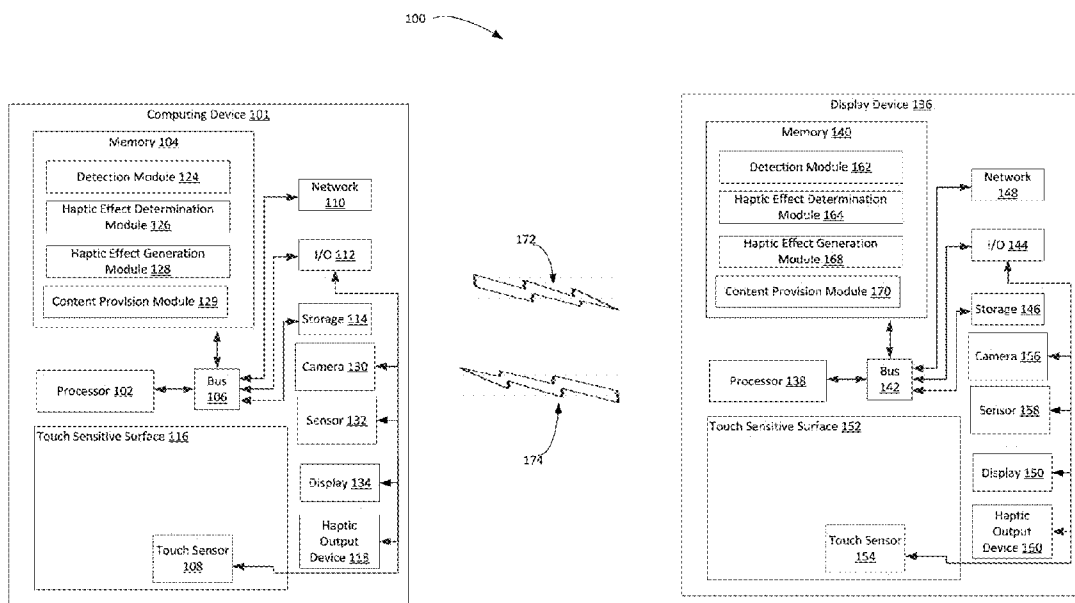 100
Computing Device 101
Memory 104
Detection Module 124
Haptic Effect Determination
Module 126
Haptic Effect Generation
Module 128
Content Provision Module 129
Network
110
I/O 112
Storage 114
Camera 130
Sensor 132
Display 134
Haptic
Output
Device 118
Processor 102
Bus
106
Touch Sensitive Surface 116
Touch Sensor
108
172
174
Display Device 136
Memory 140
Detection Module 162
Haptic Effect Determination
Module 164
Haptic Effect Generation
Module 168
Content Provision Module 170
Network
148
I/O 144
Storage 146
Camera 156
Sensor 158
Display 150
Haptic Output
Device 160
Processor 138
Bus
142
Touch Sensitive Surface 152
Touch Sensor
154